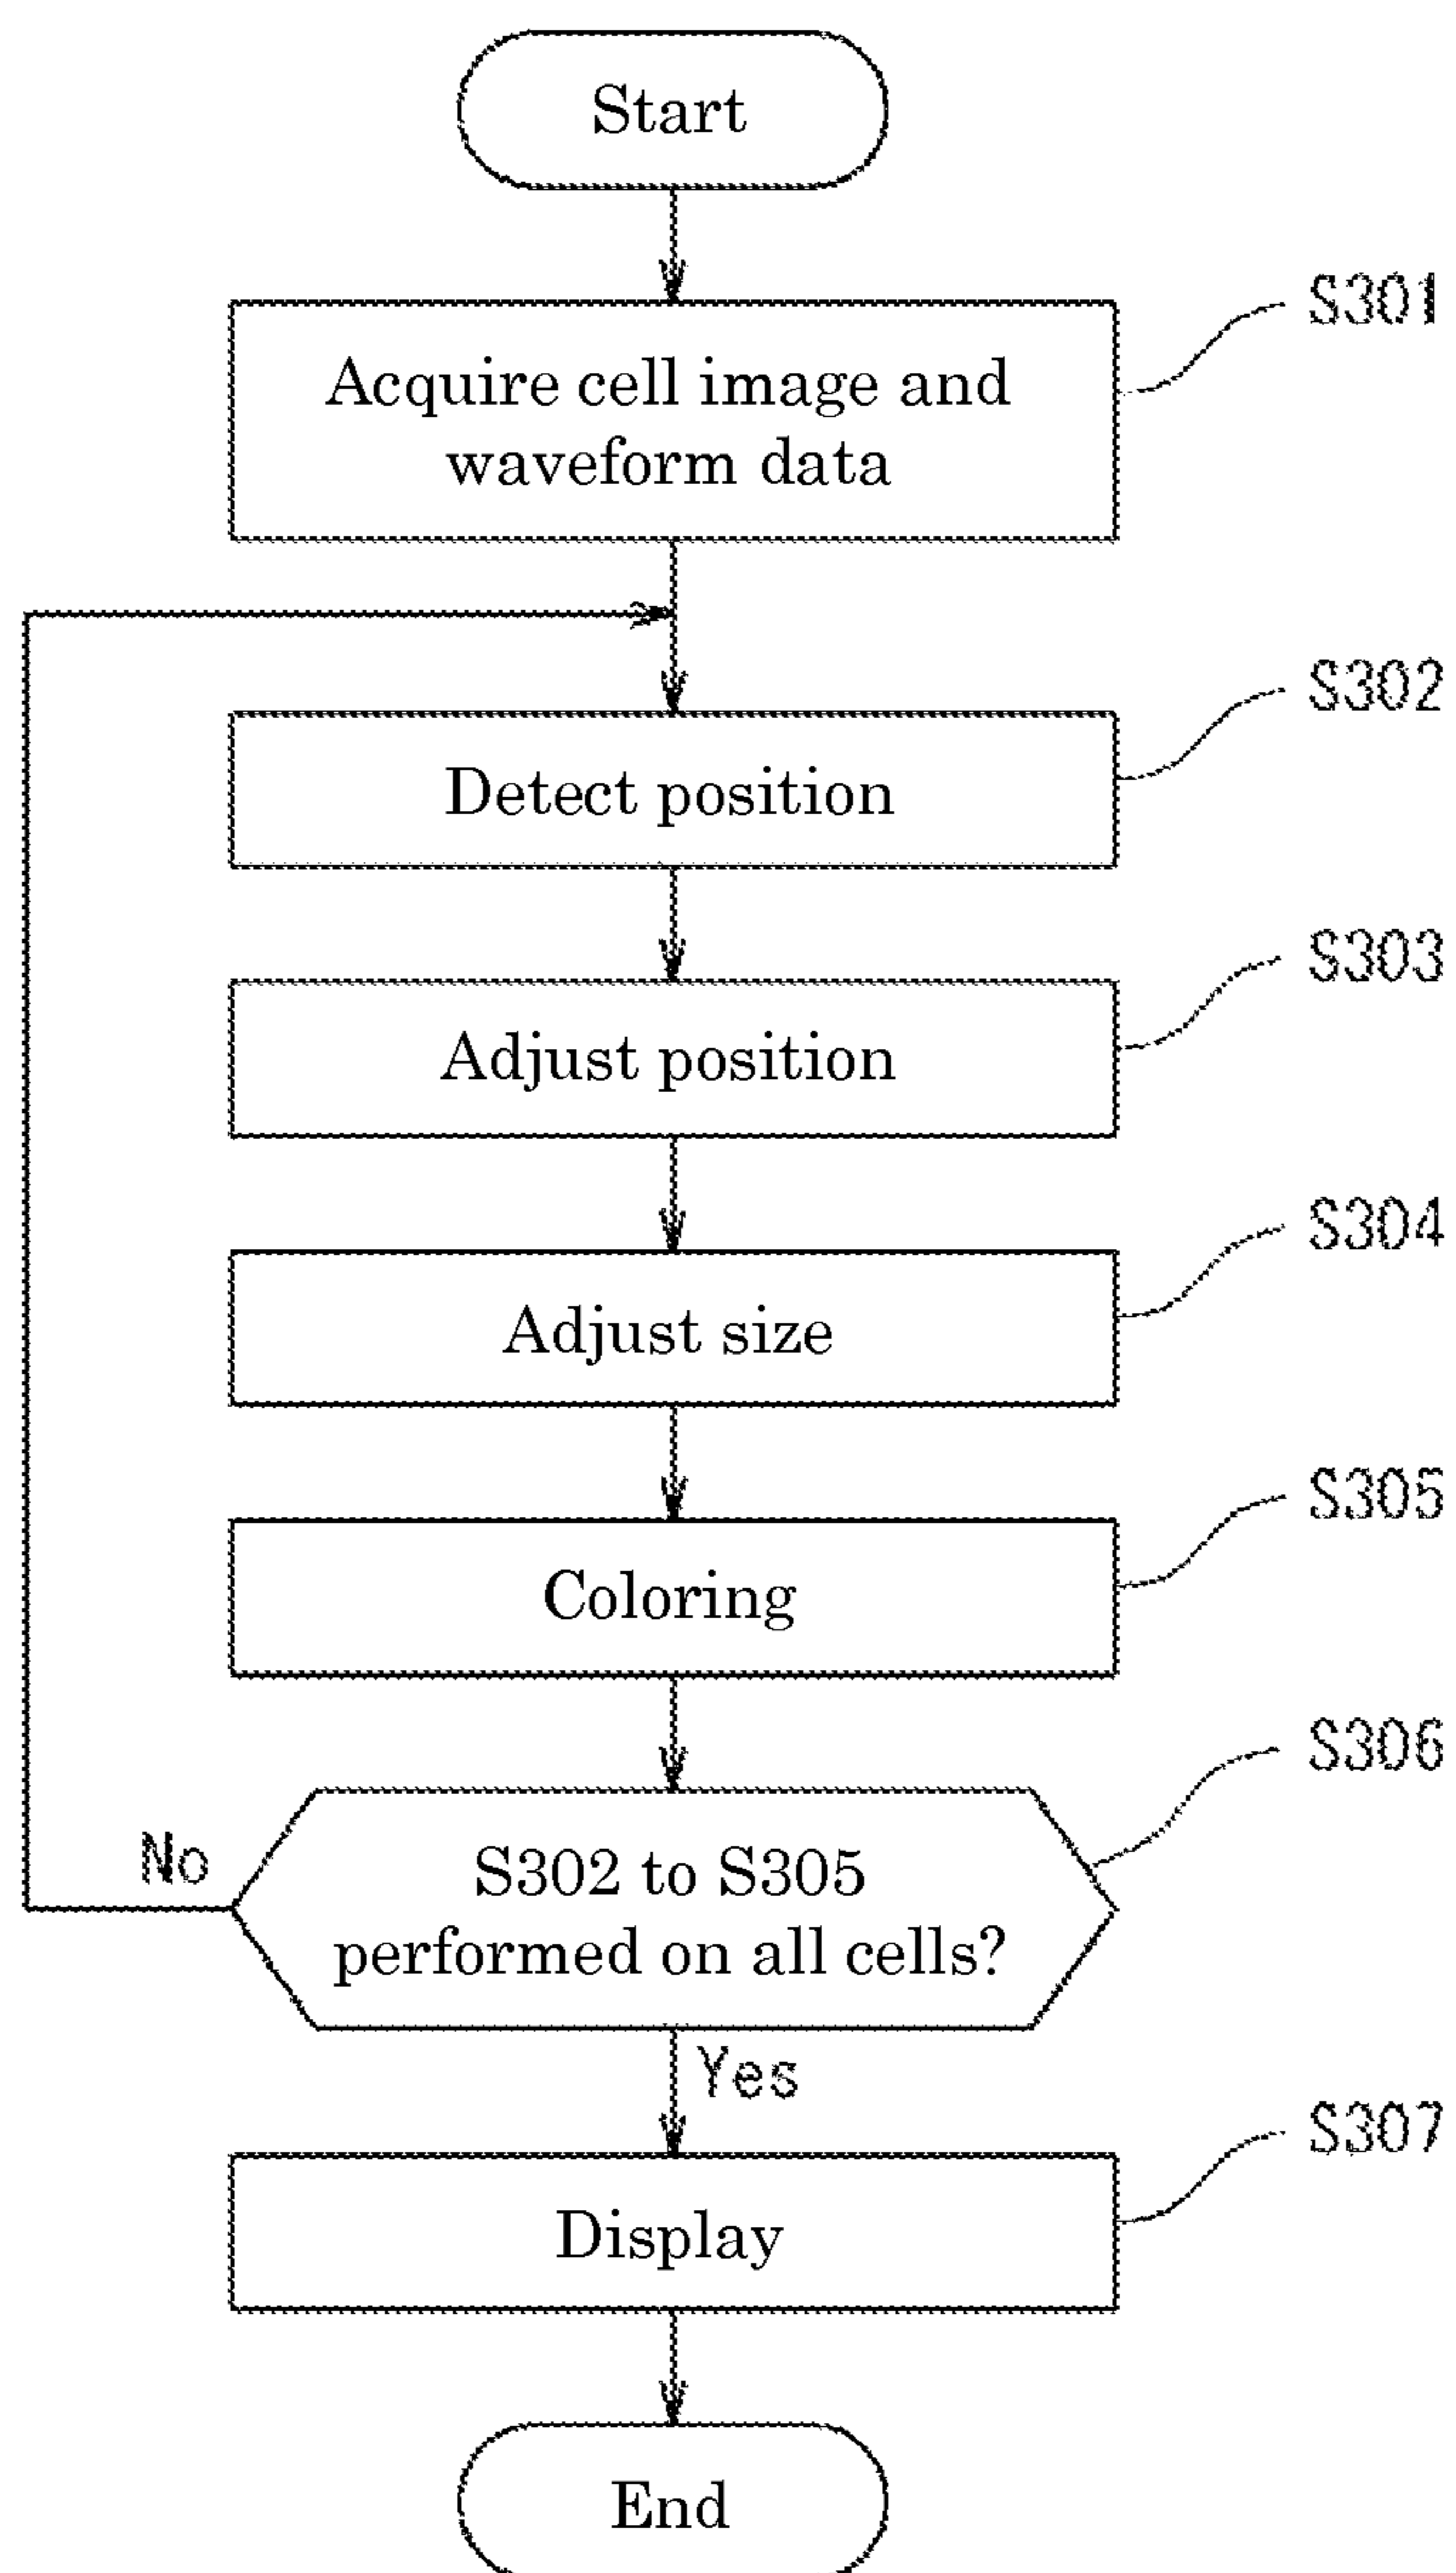 Start
S301
Acquire cell image and
waveform data
S302
Detect position
S303
Adjust position
S304
Adjust size
S305
Coloring
S306
No
S302 to S305
performed on all cells?
Yes
S307
Display
End